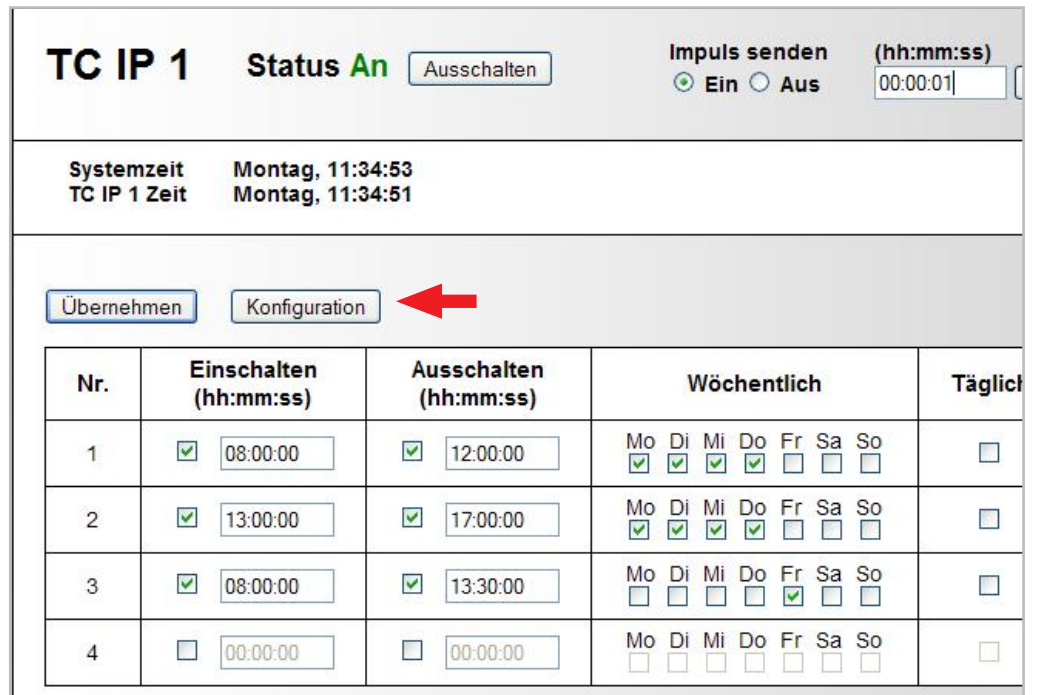 TC IP 1 Status An Ausschalten Impuls senden (hh:mm:ss)
Ein Aus 00:00:01
Systemzeit Montag, 11:34:53
TC IP 1 Zeit Montag, 11:34:51
Übernehmen Konfiguration
Nr. Einschalten (hh:mm:ss) Ausschalten (hh:mm:ss) Wöchentlich Täglich
Mo Di Mi Do Fr Sa So
1 08:00:00 12:00:00
Mo Di Mi Do Fr Sa So
2 13:00:00 17:00:00
Mo Di Mi Do Fr Sa So
3 08:00:00 13:30:00
Mo Di Mi Do Fr Sa So
4 00:00:00 00:00:00